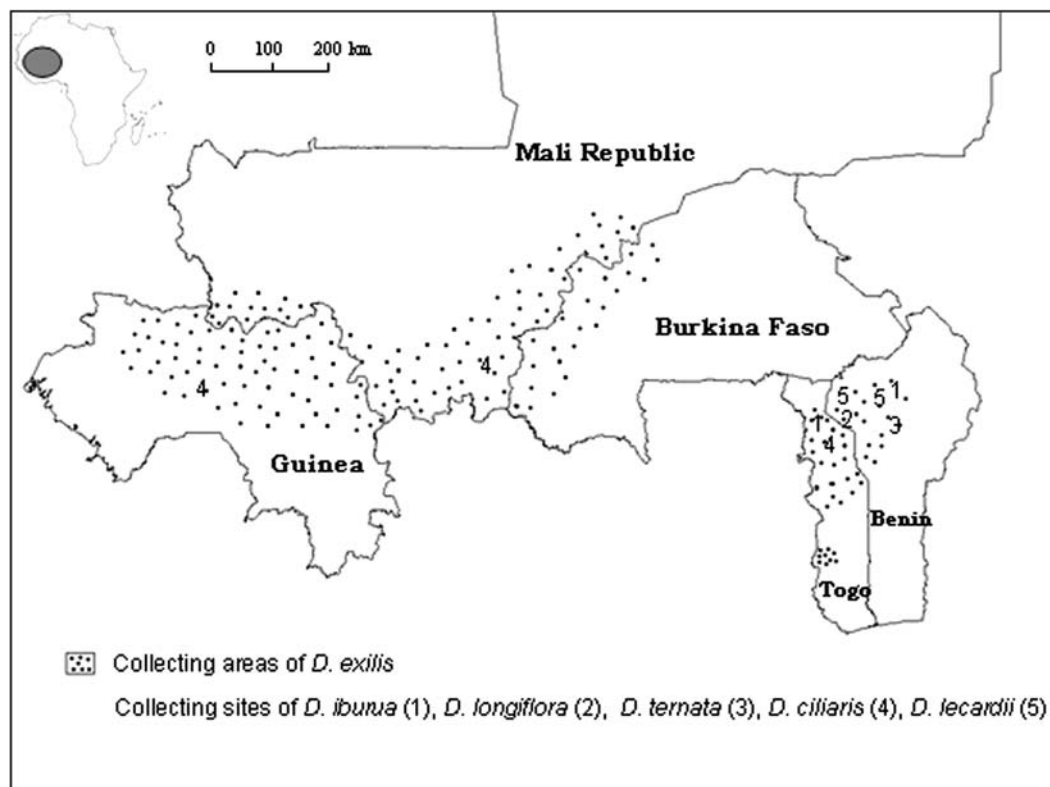 0 100 200 km
Mali Republic
Burkina Faso
4
4
Guinea
5 5 1
1 2 3
4
Benin
Togo
Collecting areas of D. exilis
Collecting sites of D. iburua (1), D. longiflora (2), D. ternata (3), D. ciliaris (4), D. lecardii (5)